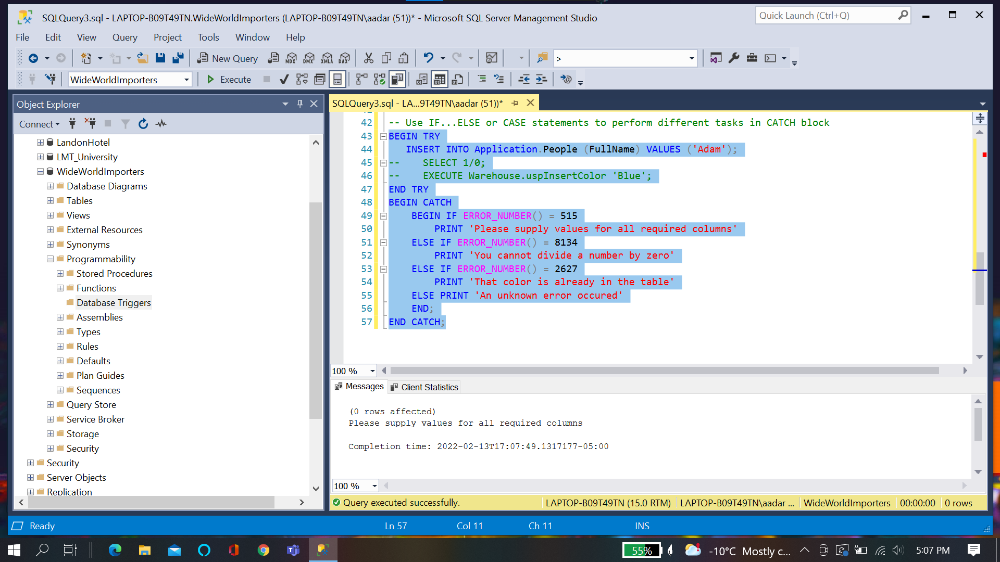 SQLQuery3.sql - LAPTOP-B09T49TN.WideWorldImporters (LAPTOP-B09T49TN\aadar (51))* - Microsoft SQL Server Management Studio
Quick Launch (Ctrl+Q)
File Edit View Query Project Tools Window Help
New Query
MDX DMX XMLA DAX
>
WideWorldImporters
Execute
Object Explorer
Connect
LandonHotel
LMT_University
WideWorldImporters
Database Diagrams
Tables
Views
External Resources
Synonyms
Programmability
Stored Procedures
Functions
Database Triggers
Assemblies
Types
Rules
Defaults
Plan Guides
Sequences
Query Store
Service Broker
Storage
Security
Security
Server Objects
Replication
SQLQuery3.sql - LA...9T49TN\aadar (51))*
42 -- Use IF...ELSE or CASE statements to perform different tasks in CATCH block
43 BEGIN TRY
44 INSERT INTO Application.People (FullName) VALUES ('Adam');
45 -- SELECT 1/0;
46 -- EXECUTE Warehouse.uspInsertColor 'Blue';
47 END TRY
48 BEGIN CATCH
49 BEGIN IF ERROR_NUMBER() = 515
50 PRINT 'Please supply values for all required columns'
51 ELSE IF ERROR_NUMBER() = 8134
52 PRINT 'You cannot divide a number by zero'
53 ELSE IF ERROR_NUMBER() = 2627
54 PRINT 'That color is already in the table'
55 ELSE PRINT 'An unknown error occured'
56 END;
57 END CATCH;
100 %
Messages Client Statistics
(0 rows affected)
Please supply values for all required columns
Completion time: 2022-02-13T17:07:49.1317177-05:00
100 %
Query executed successfully. LAPTOP-B09T49TN (15.0 RTM) LAPTOP-B09T49TN\aadar ... WideWorldImporters 00:00:00 0 rows
Ready Ln 57 Col 11 Ch 11 INS
55% -10°C Mostly c... 5:07 PM